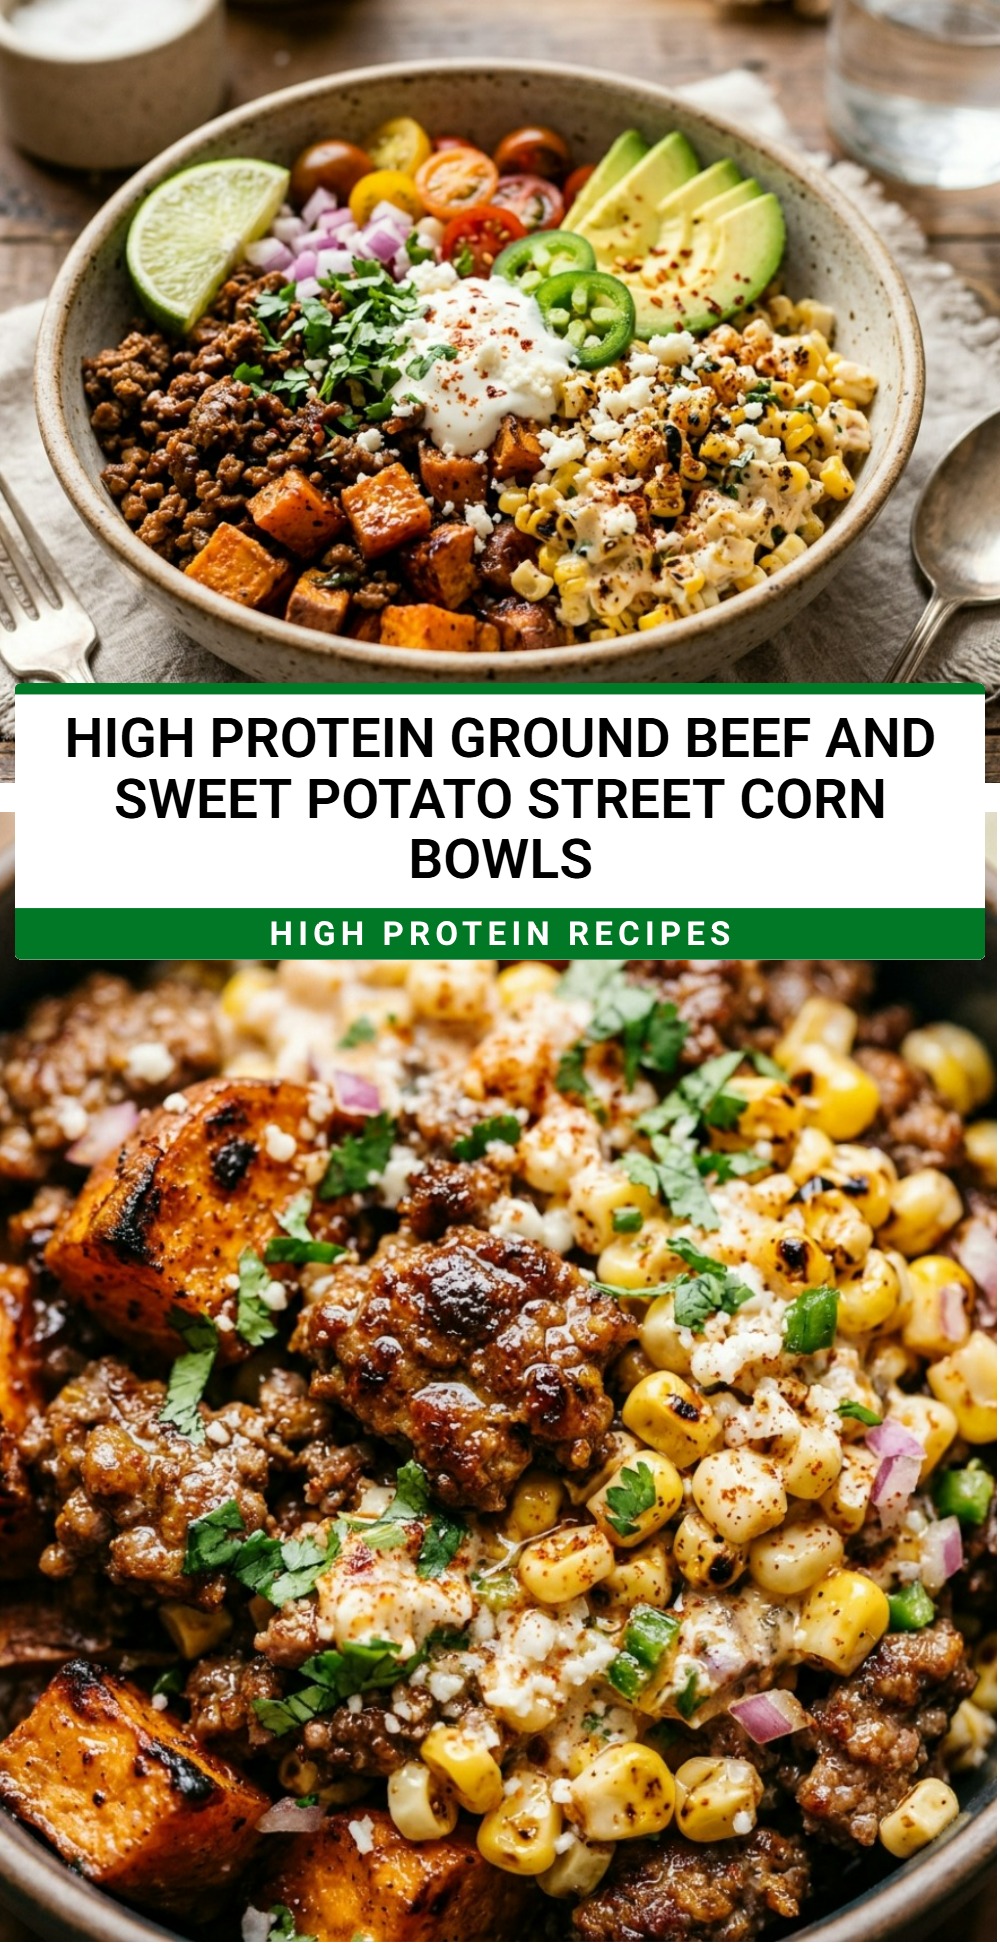 HIGH PROTEIN GROUND BEEF AND
SWEET POTATO STREET CORN
BOWLS
HIGH PROTEIN RECIPES